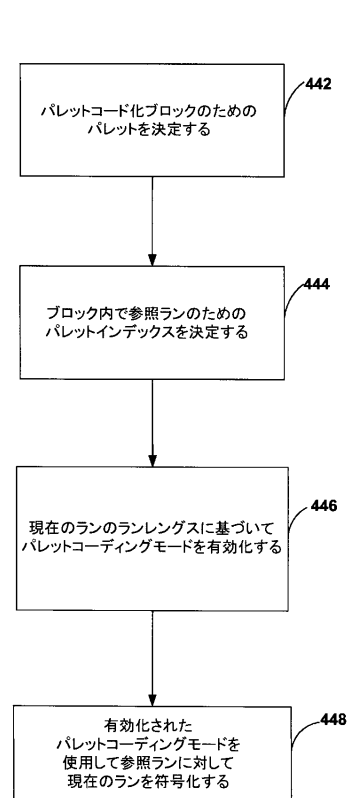 442
パレットコード化ブロックのための
パレットを決定する
444
ブロック内で参照ランのための
パレットインデックスを決定する
446
現在のランのランレングスに基づいて
パレットコーディングモードを有効化する
448
有効化された
パレットコーディングモードを
使用して参照ランに対して
現在のランを符号化する